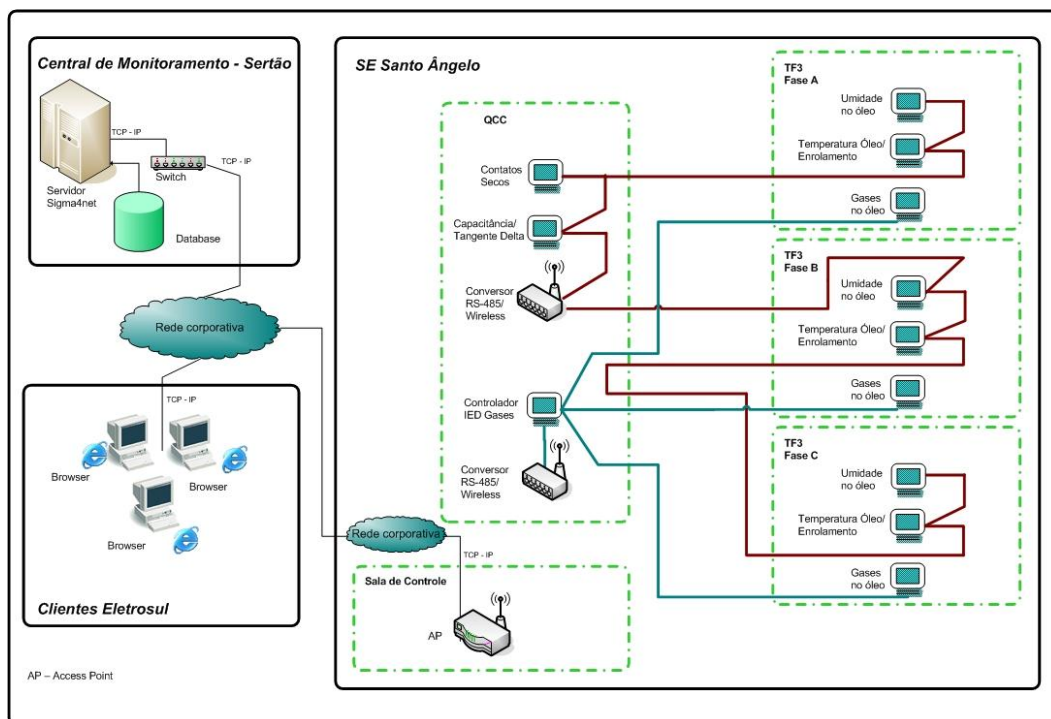 Central de Monitoramento - Sertão
TCP - IP
TCP - IP
Switch
Servidor
Sigma4net
Database
Rede corporativa
TCP - IP
Browser
Browser
Browser
Clientes Eletrosul
AP – Access Point
SE Santo Ângelo
QCC
Contatos
Secos
Capacitância/
Tangente Delta
Conversor
RS-485/
Wireless
Controlador
IED Gases
Conversor
RS-485/
Wireless
Rede corporativa
TCP - IP
Sala de Controle
AP
TF3
Fase A
Umidade
no óleo
Temperatura Óleo/
Enrolamento
Gases
no óleo
TF3
Fase B
Umidade
no óleo
Temperatura Óleo/
Enrolamento
Gases
no óleo
TF3
Fase C
Umidade
no óleo
Temperatura Óleo/
Enrolamento
Gases
no óleo